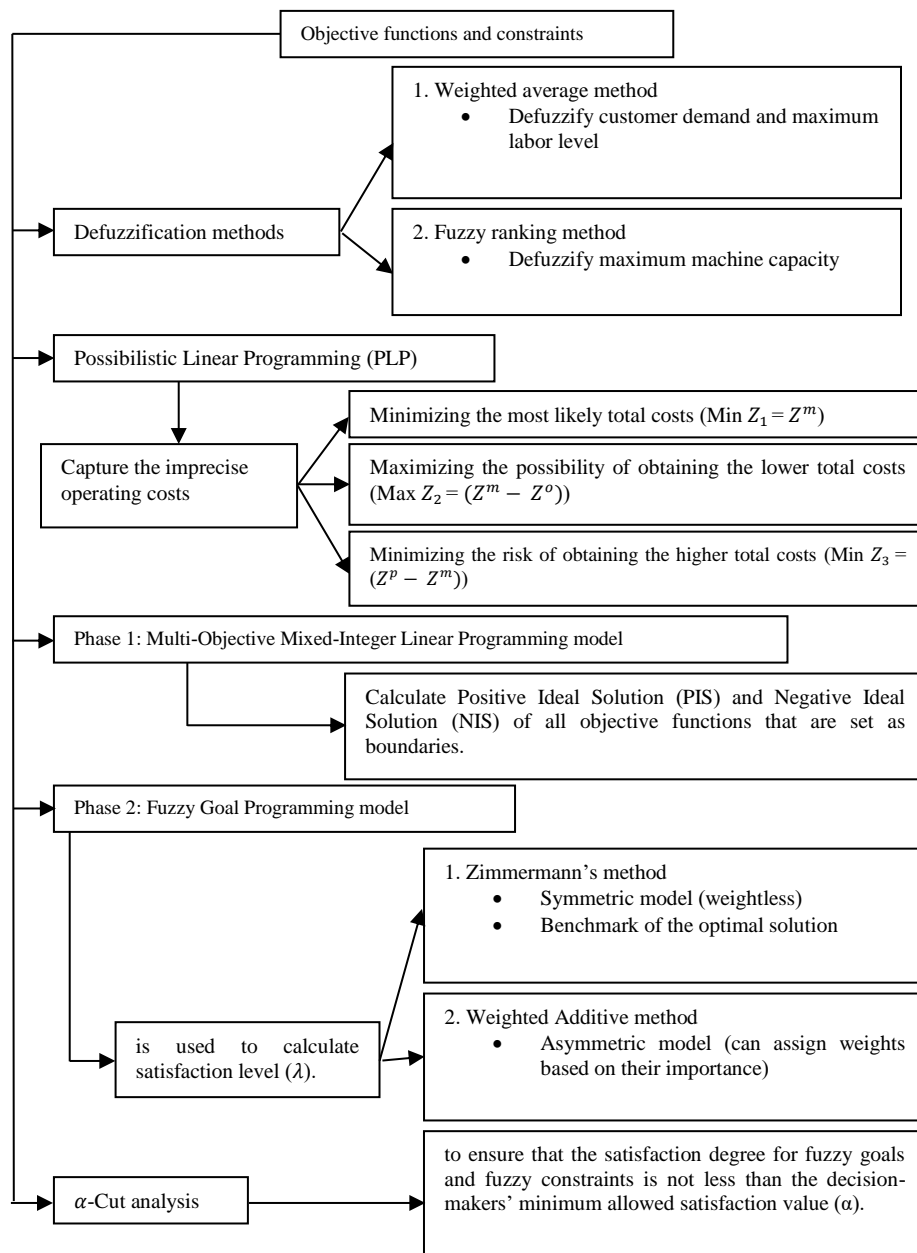 Objective functions and constraints
1. Weighted average method
• Defuzzify customer demand and maximum
labor level
Defuzzification methods
2. Fuzzy ranking method
• Defuzzify maximum machine capacity
Possibilistic Linear Programming (PLP)
Capture the imprecise
operating costs
Minimizing the most likely total costs (Min Z₁ = Zᵐ)
Maximizing the possibility of obtaining the lower total costs
(Max Z₂ = (Zᵐ − Zᵒ))
Minimizing the risk of obtaining the higher total costs (Min Z₃ =
(Zᵖ − Zᵐ))
Phase 1: Multi-Objective Mixed-Integer Linear Programming model
Calculate Positive Ideal Solution (PIS) and Negative Ideal
Solution (NIS) of all objective functions that are set as
boundaries.
Phase 2: Fuzzy Goal Programming model
1. Zimmermann’s method
• Symmetric model (weightless)
• Benchmark of the optimal solution
is used to calculate
satisfaction level (λ).
2. Weighted Additive method
• Asymmetric model (can assign weights
based on their importance)
α-Cut analysis
to ensure that the satisfaction degree for fuzzy goals
and fuzzy constraints is not less than the decision-
makers’ minimum allowed satisfaction value (α).